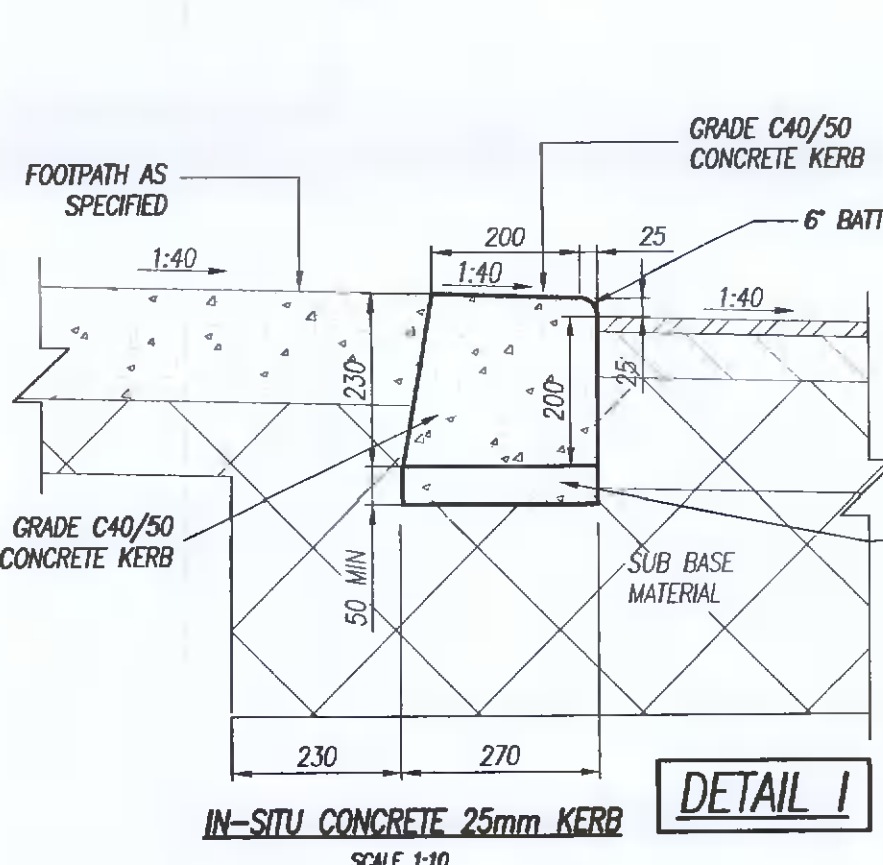 GRADE C40/50
CONCRETE KERB
FOOTPATH AS
SPECIFIED
6° BATT
200
25
1:40
1:40
1:40
230
200
25
GRADE C40/50
CONCRETE KERB
50 MIN
SUB BASE
MATERIAL
230
270
DETAIL I
IN-SITU CONCRETE 25mm KERB
SCALE 1:10